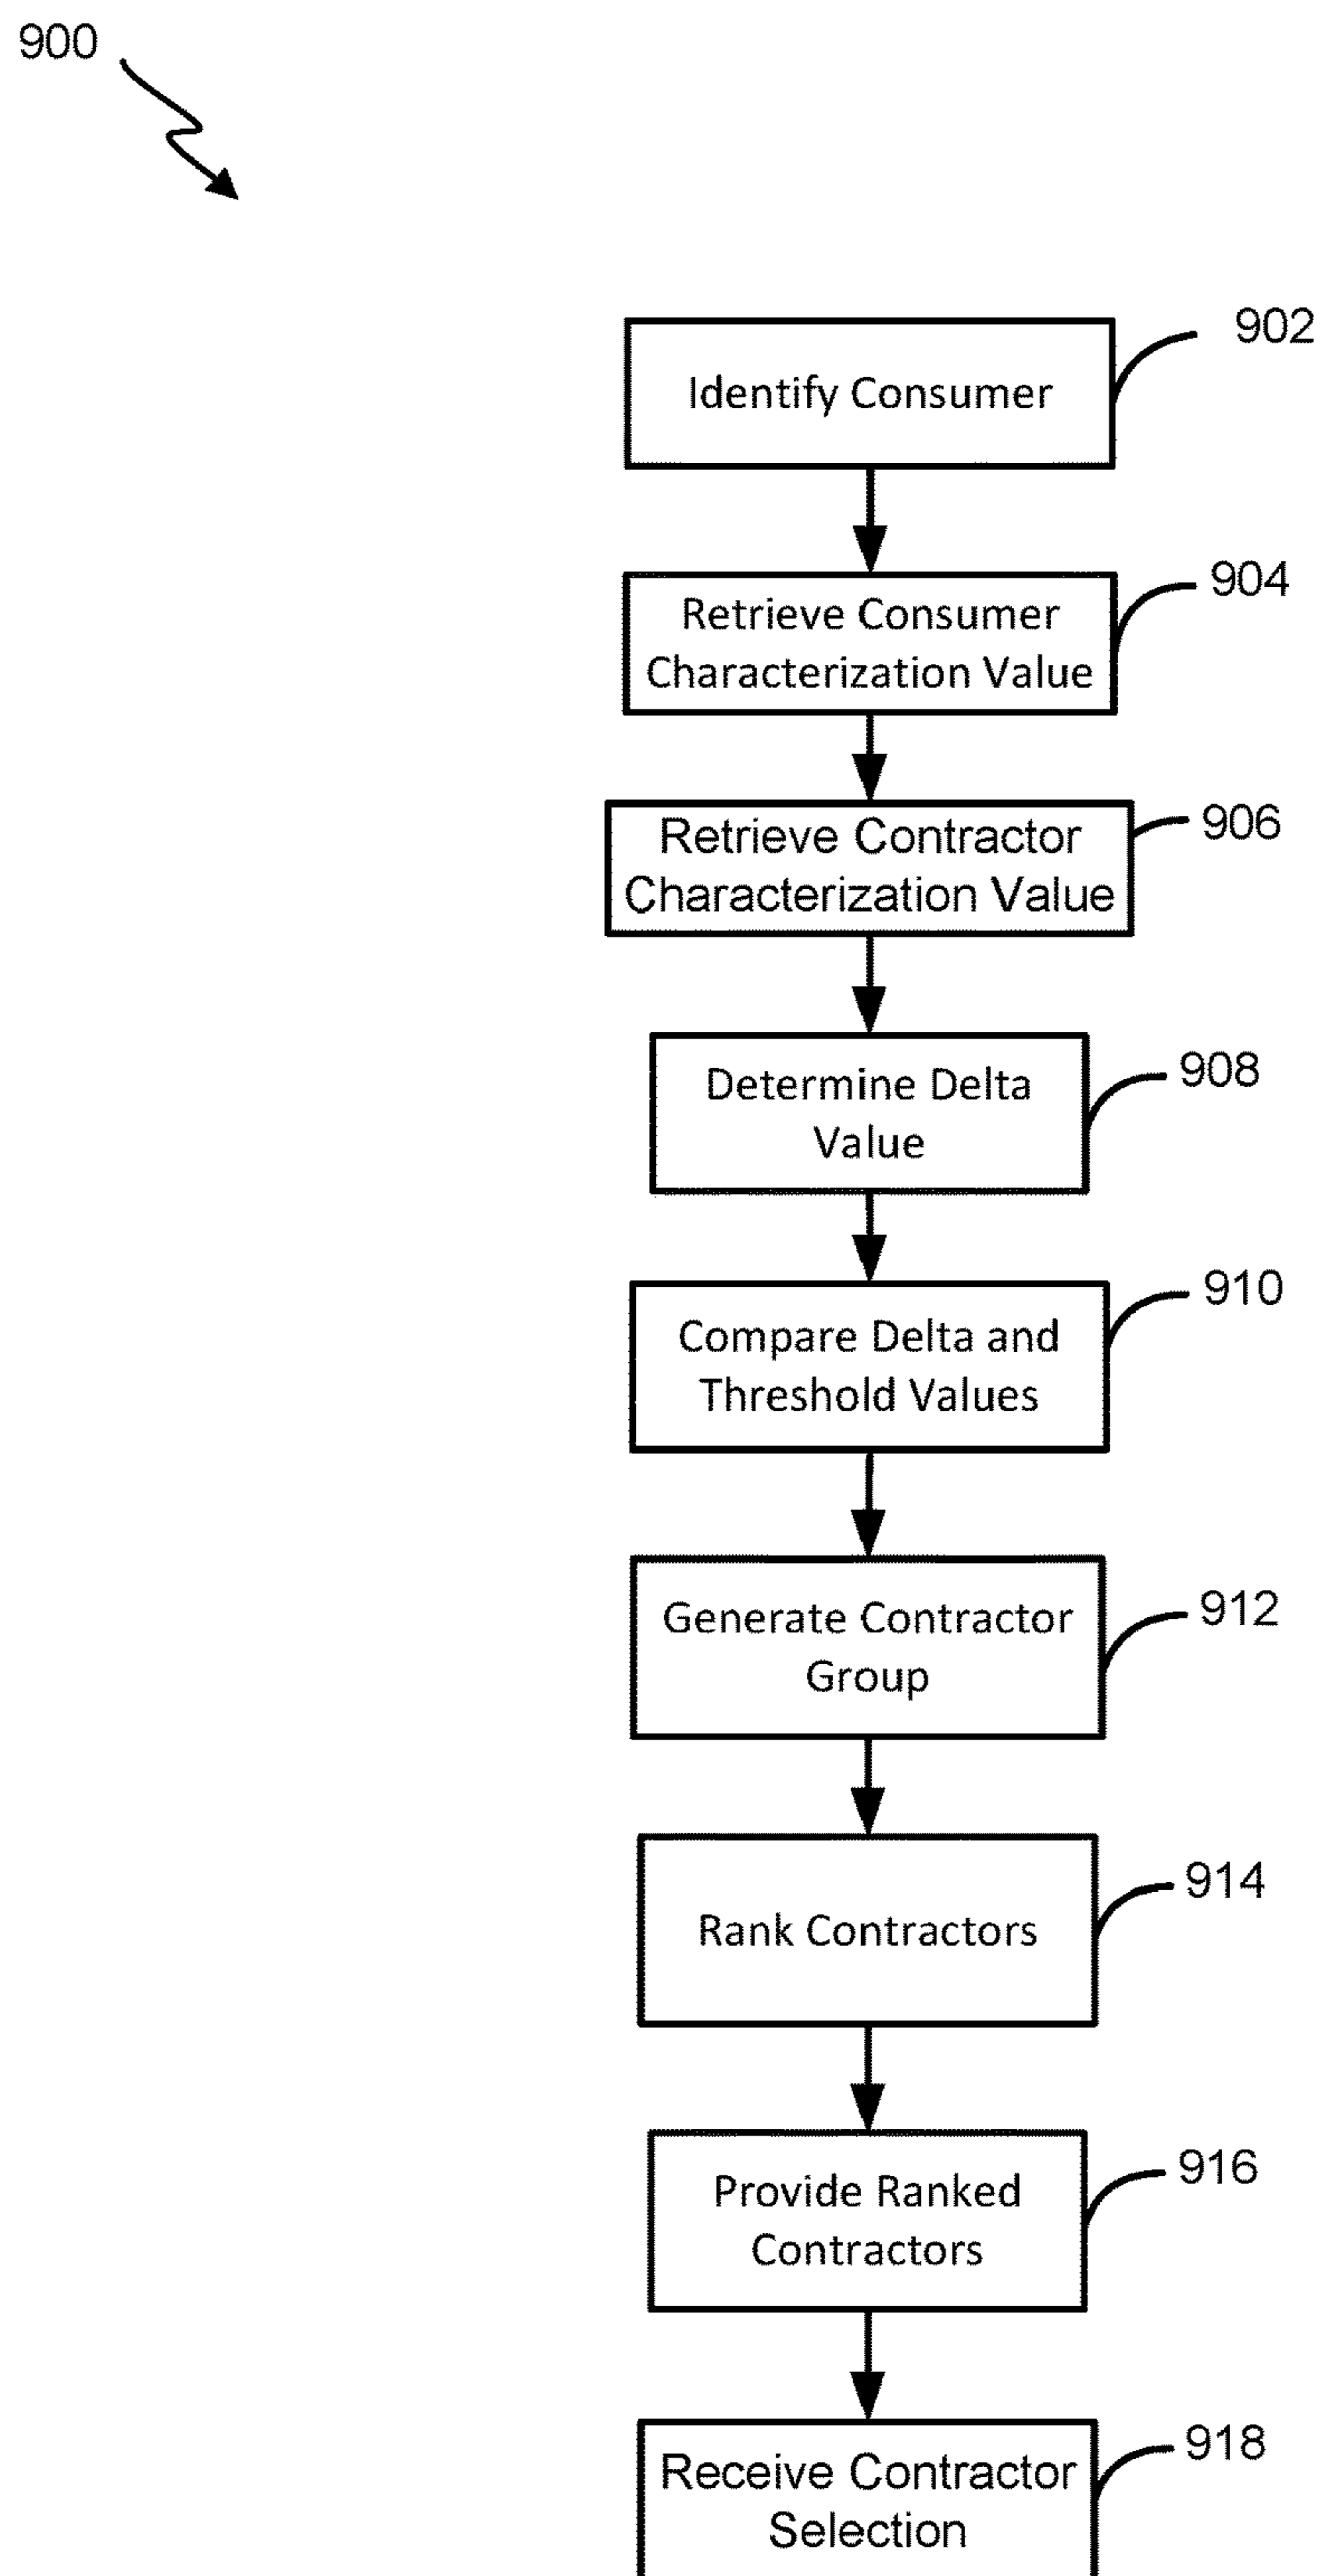 900
902
Identify Consumer
904
Retrieve Consumer
Characterization Value
906
Retrieve Contractor
Characterization Value
908
Determine Delta
Value
910
Compare Delta and
Threshold Values
912
Generate Contractor
Group
914
Rank Contractors
916
Provide Ranked
Contractors
918
Receive Contractor
Selection